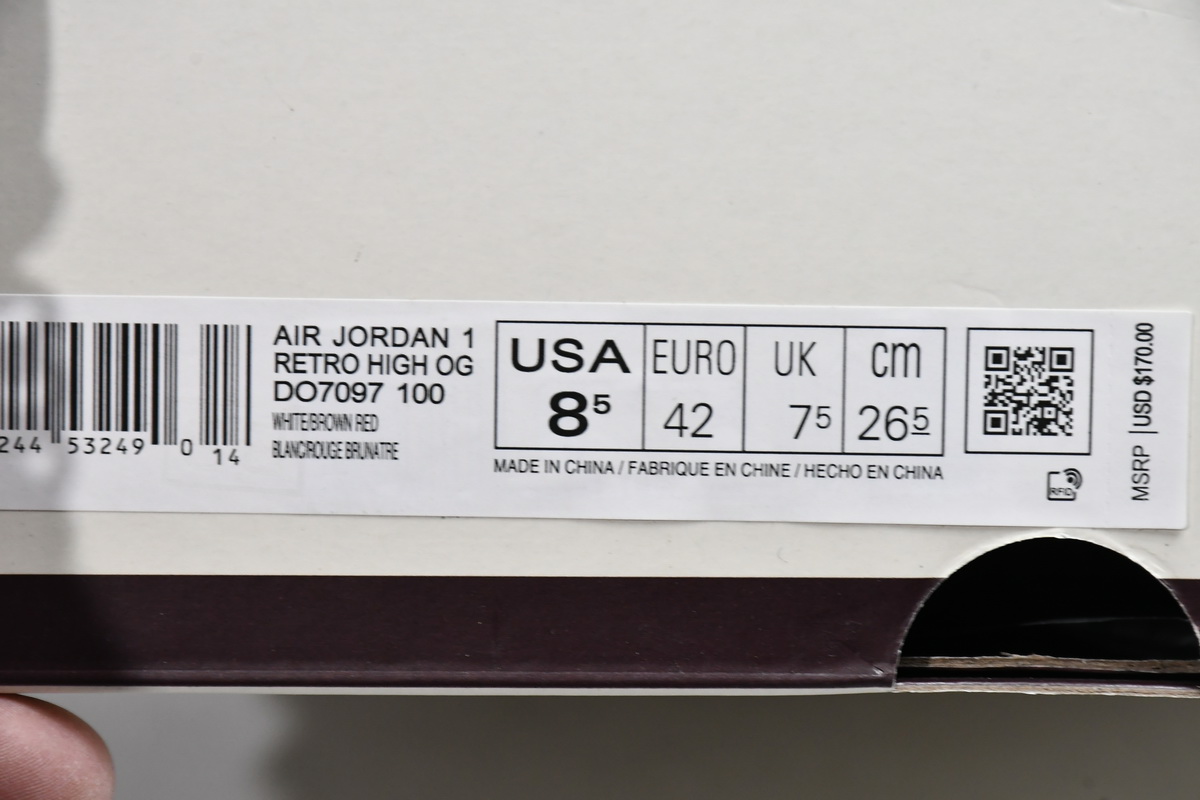 AIR JORDAN 1
RETRO HIGH OG
DO7097 100
WHITE/BROWN RED
BLANC/ROUGE BRUNATRE
244 53249 0 14
USA EURO UK cm
8⁵ 42 7⁵ 26⁵
MADE IN CHINA / FABRIQUE EN CHINE / HECHO EN CHINA
RFID
MSRP USD $170.00